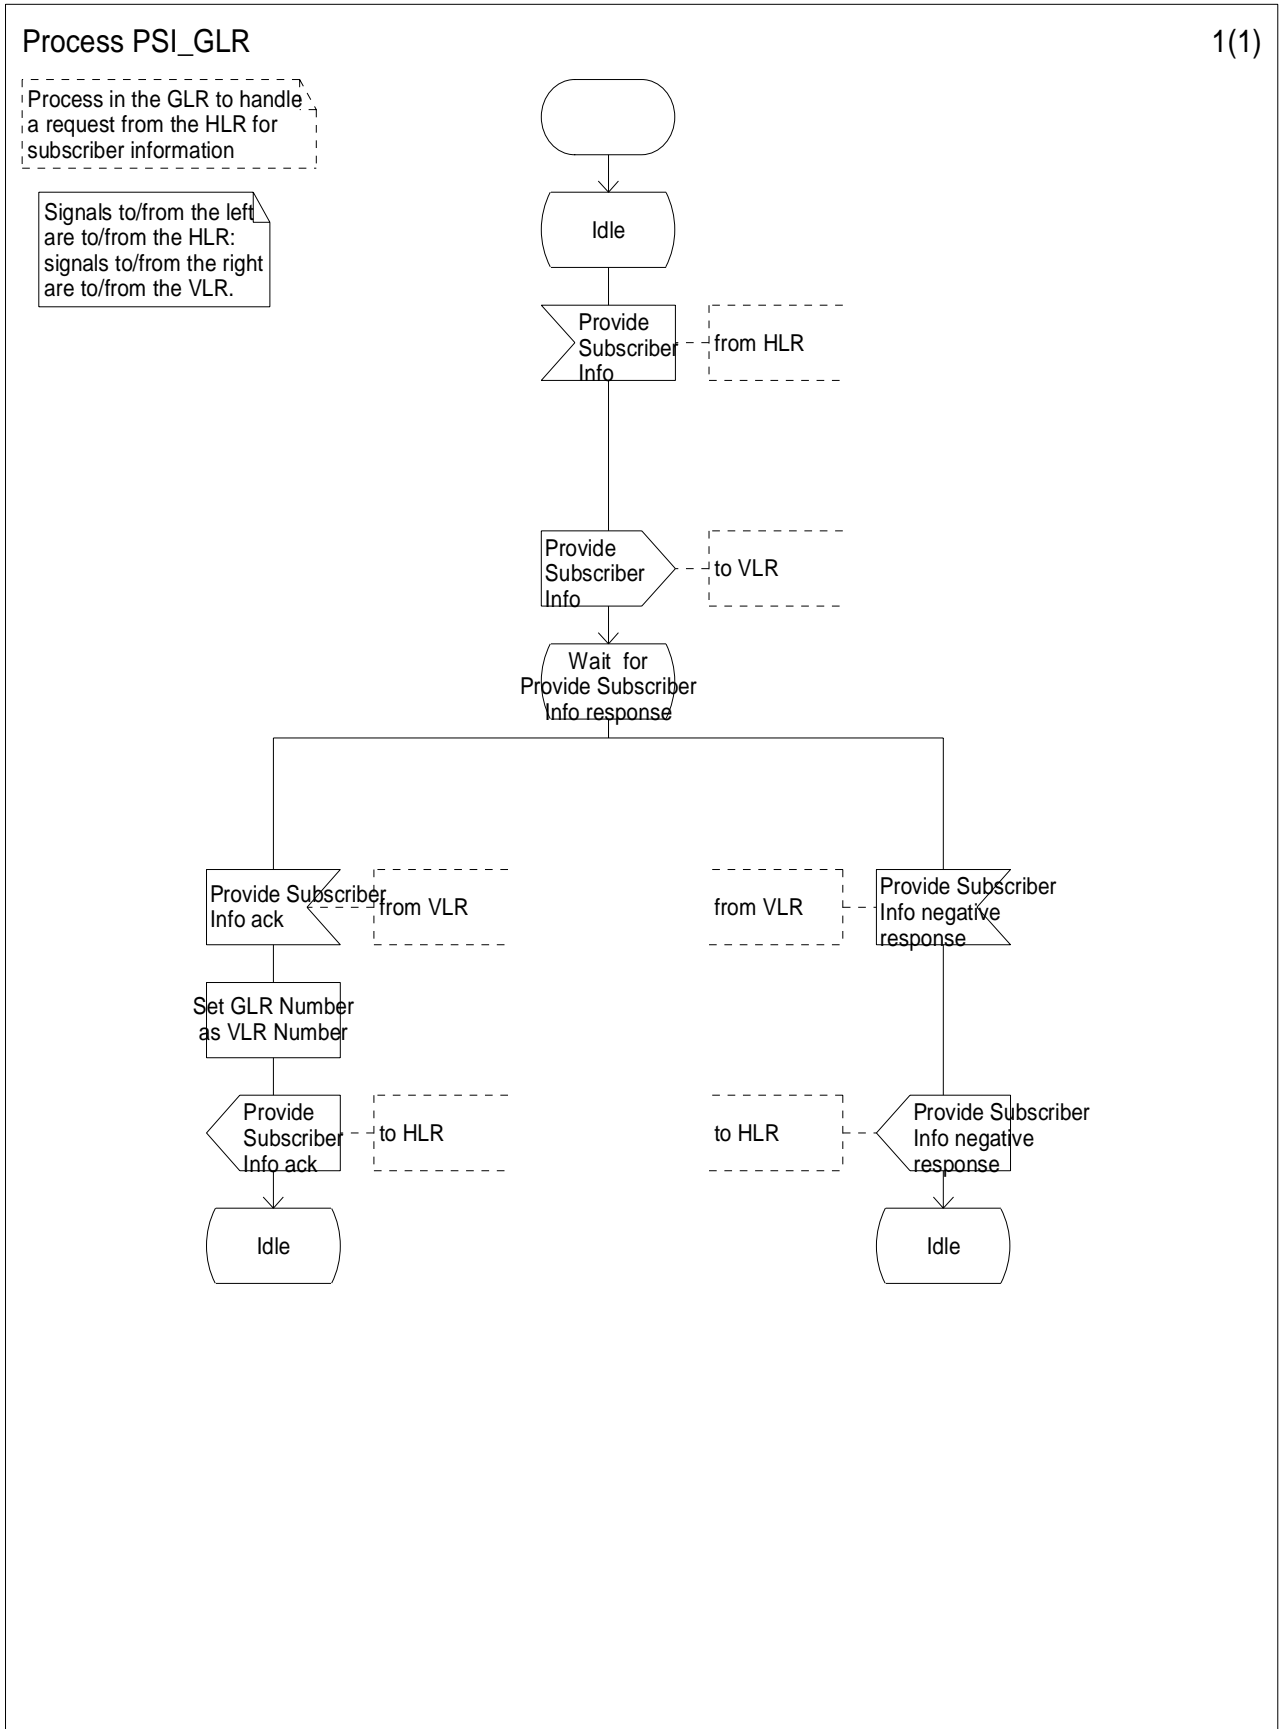 Process PSI_GLR
1(1)
Process in the GLR to handle
a request from the HLR for
subscriber information
Signals to/from the left
are to/from the HLR:
signals to/from the right
are to/from the VLR.
Idle
Provide
Subscriber
Info
from HLR
Provide
Subscriber
Info
to VLR
Wait for
Provide Subscriber
Info response
Provide Subscriber
Info ack
from VLR
from VLR
Provide Subscriber
Info negative
response
Set GLR Number
as VLR Number
Provide
Subscriber
Info ack
to HLR
to HLR
Provide Subscriber
Info negative
response
Idle
Idle